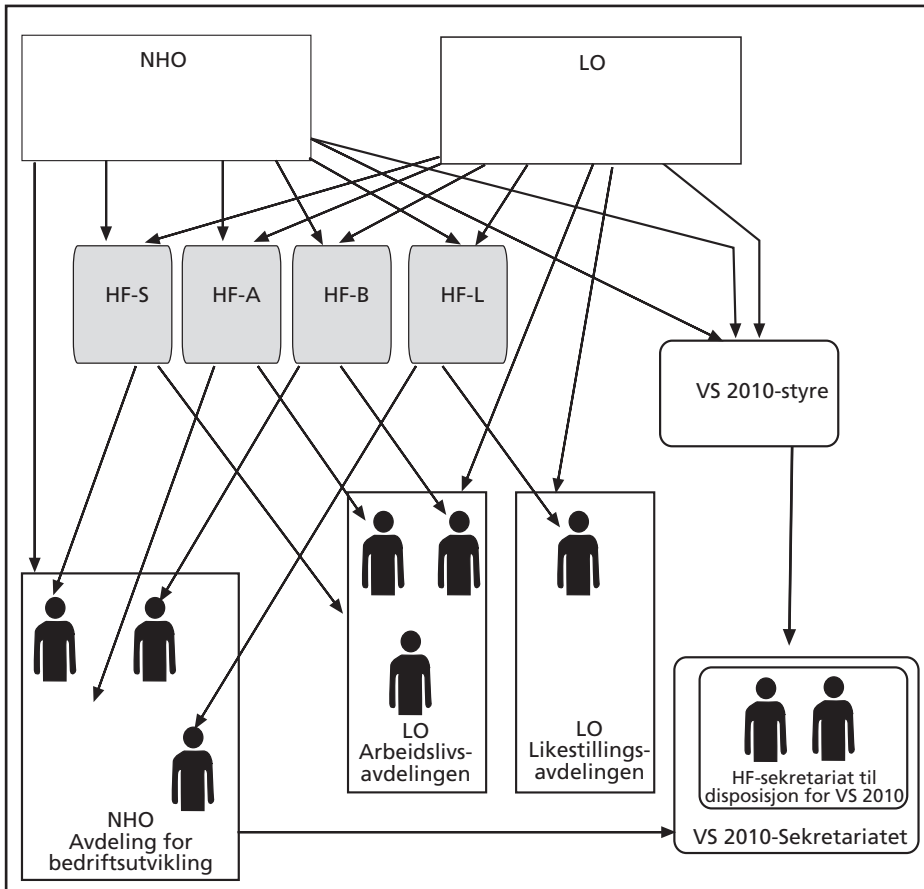 NHO
LO
HF-S
HF-A
HF-B
HF-L
VS 2010-styre
LO
Arbeidslivs-
avdelingen
LO
Likestillings-
avdelingen
HF-sekretariat til
disposisjon for VS 2010
VS 2010-Sekretariatet
NHO
Avdeling for
bedriftsutvikling